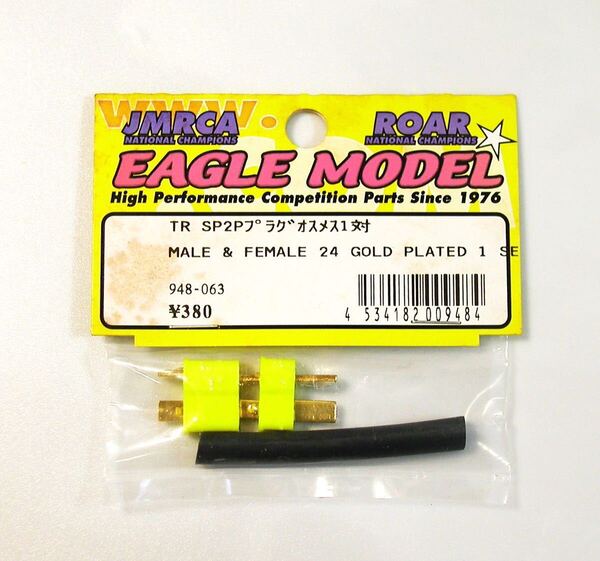 www.
JMRCA
NATIONAL CHAMPIONS
ROAR
NATIONAL CHAMPIONS
EAGLE MODEL
High Performance Competition Parts Since 1976
TR SP2Pﾌﾟﾗｸﾞｵｽﾒｽ1対
MALE & FEMALE 24 GOLD PLATED 1 SE
948-063
¥380
4 534182 009484